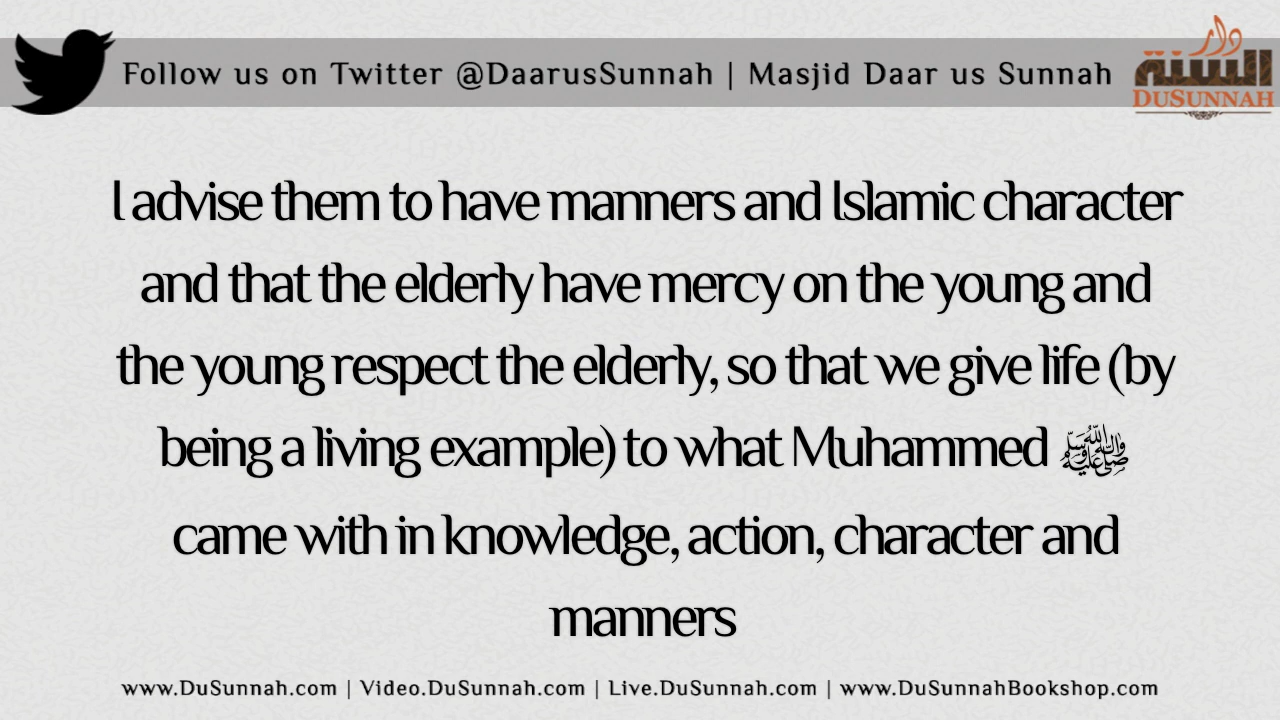 Follow us on Twitter @DaarusSunnah | Masjid Daar us Sunnah
دار
السنة
DUSUNNAH
I advise them to have manners and Islamic character
and that the elderly have mercy on the young and
the young respect the elderly, so that we give life (by
being a living example) to what Muhammed ﷺ
came with in knowledge, action, character and
manners
www.DuSunnah.com | Video.DuSunnah.com | Live.DuSunnah.com | www.DuSunnahBookshop.com